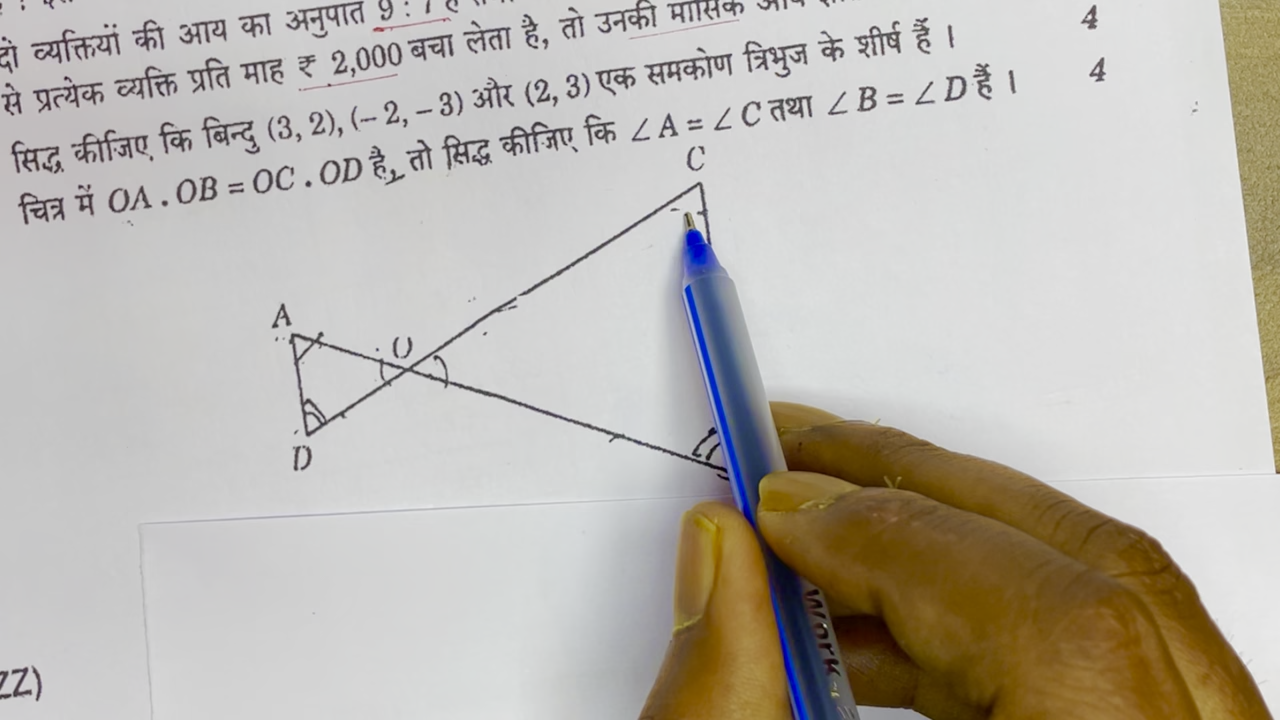 दो व्यक्तियों की आय का अनुपात 9 : 7
से प्रत्येक व्यक्ति प्रति माह ₹ 2,000 बचा लेता है, तो उनकी मासिक
4
सिद्ध कीजिए कि बिन्दु (3, 2), (– 2, – 3) और (2, 3) एक समकोण त्रिभुज के शीर्ष हैं ।
4
चित्र में OA . OB = OC . OD है, तो सिद्ध कीजिए कि ∠ A = ∠ C तथा ∠ B = ∠ D हैं ।
C
A
O
D
ZZ)
Work